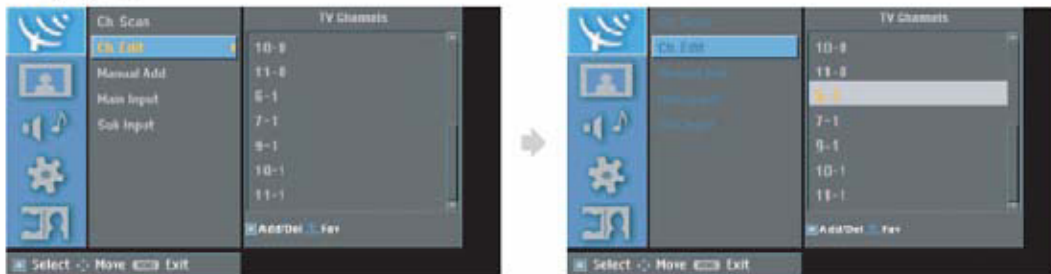 Ch. Scan
Ch. Edit
Manual Add
Main Input
Sub Input
TV Channels
10-0
11-0
6-1
7-1
9-1
10-1
11-1
Add/Del Fav
Select Move Exit
Ch. Edit
TV Channels
10-0
11-0
7-1
9-1
10-1
11-1
Add/Del Fav
Select Move Exit